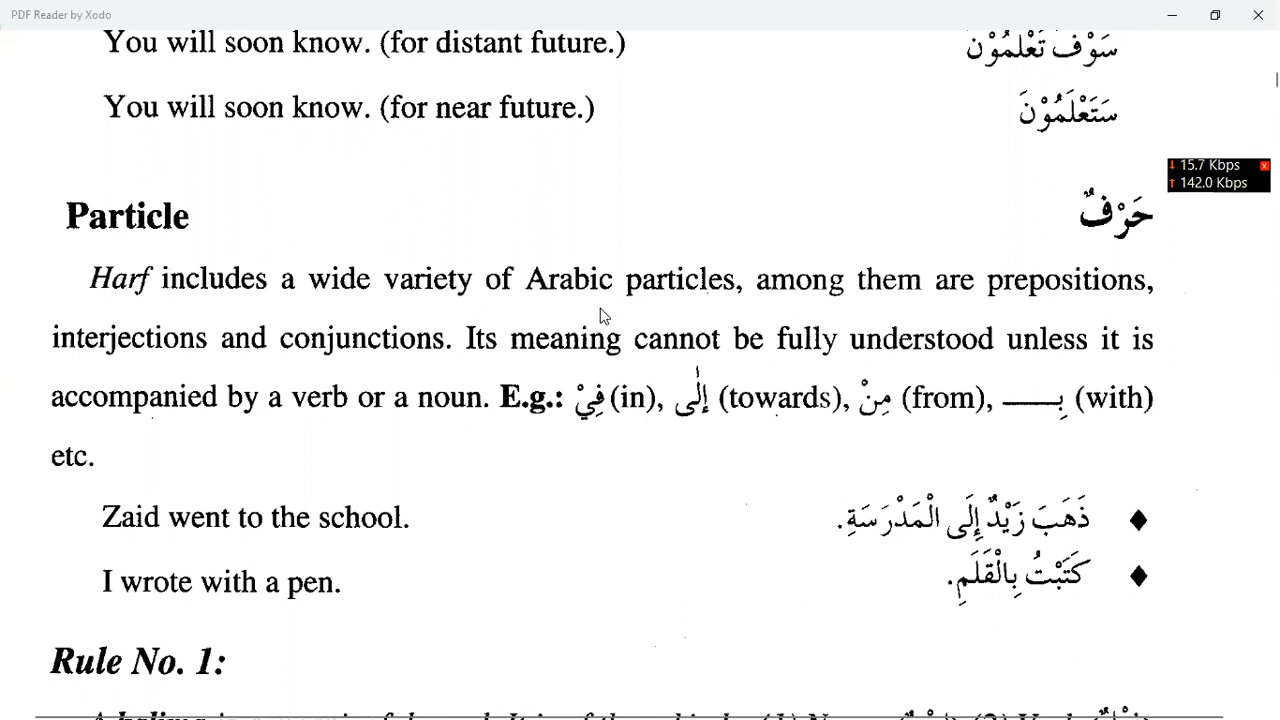 PDF Reader by Xodo
You will soon know. (for distant future.) سَوْفَ تَعْلَمُوْنَ
You will soon know. (for near future.) سَتَعْلَمُوْنَ
↓ 15.7 Kbps x
↑ 142.0 Kbps
Particle حَرْفٌ
Harf includes a wide variety of Arabic particles, among them are prepositions,
interjections and conjunctions. Its meaning cannot be fully understood unless it is
accompanied by a verb or a noun. E.g.: فِيْ (in), إِلٰى (towards), مِنْ (from), بِـــــ (with)
etc.
Zaid went to the school. ذَهَبَ زَيْدٌ إِلَى الْمَدْرَسَةِ. ♦
I wrote with a pen. كَتَبْتُ بِالْقَلَمِ. ♦
Rule No. 1: